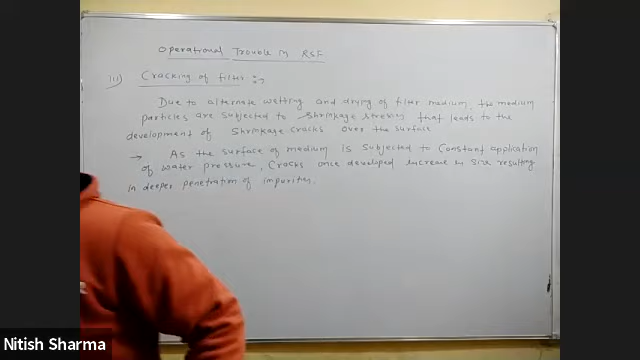 Operational Trouble in RSF
iii) Cracking of filter :-
Due to alternate wetting and drying of filter medium, the medium
particles are subjected to shrinkage stresses that leads to the
development of shrinkage cracks over the surface
→ As the surface of medium is subjected to constant application
of water pressure, cracks once developed increase in size resulting
in deeper penetration of impurities.
Nitish Sharma